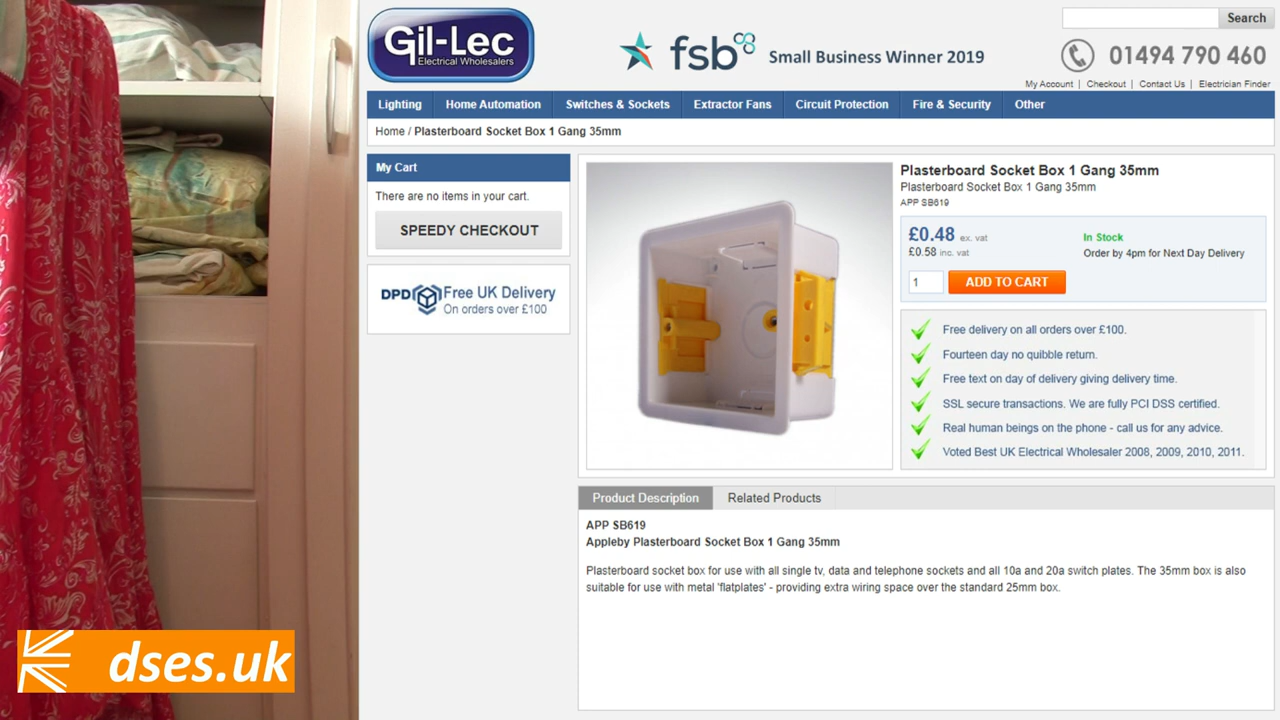 Gil-Lec
Electrical Wholesalers
fsb
Small Business Winner 2019
Search
01494 790 460
My Account | Checkout | Contact Us | Electrician Finder
Lighting Home Automation Switches & Sockets Extractor Fans Circuit Protection Fire & Security Other
Home / Plasterboard Socket Box 1 Gang 35mm
My Cart
There are no items in your cart.
SPEEDY CHECKOUT
DPD Free UK Delivery
On orders over £100
Plasterboard Socket Box 1 Gang 35mm
Plasterboard Socket Box 1 Gang 35mm
APP SB619
£0.48 ex. vat
£0.58 inc. vat
In Stock
Order by 4pm for Next Day Delivery
1 ADD TO CART
Free delivery on all orders over £100.
Fourteen day no quibble return.
Free text on day of delivery giving delivery time.
SSL secure transactions. We are fully PCI DSS certified.
Real human beings on the phone - call us for any advice.
Voted Best UK Electrical Wholesaler 2008, 2009, 2010, 2011.
Product Description Related Products
APP SB619
Appleby Plasterboard Socket Box 1 Gang 35mm
Plasterboard socket box for use with all single tv, data and telephone sockets and all 10a and 20a switch plates. The 35mm box is also
suitable for use with metal 'flatplates' - providing extra wiring space over the standard 25mm box.
dses.uk